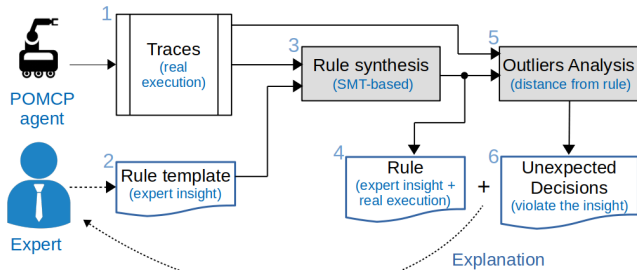 1
Traces
(real
execution)
POMCP
agent
3
Rule synthesis
(SMT-based)
5
Outliers Analysis
(distance from rule)
2
Rule template
(expert insight)
Expert
4
Rule
(expert insight +
real execution)
+
6
Unexpected
Decisions
(violate the insight)
Explanation